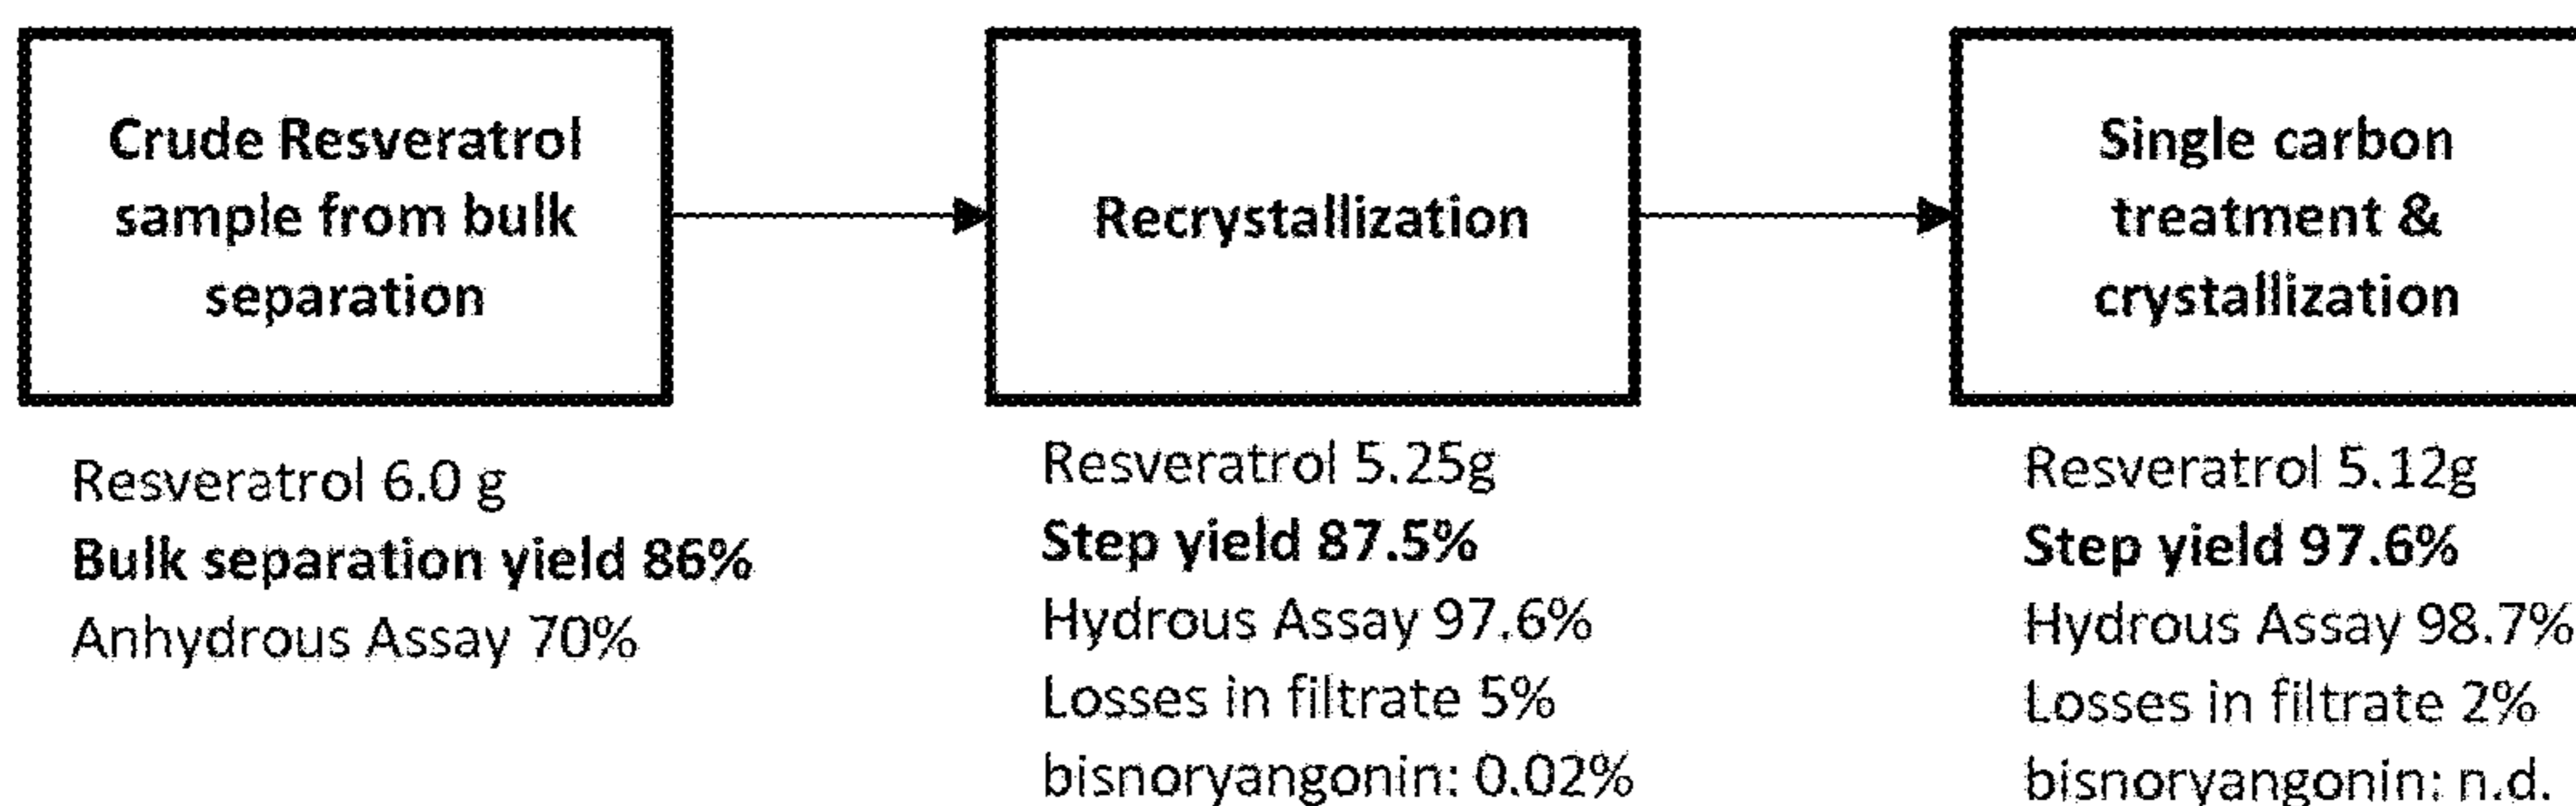 Crude Resveratrol
sample from bulk
separation
Recrystallization
Single carbon
treatment &
crystallization
Resveratrol 6.0 g
Bulk separation yield 86%
Anhydrous Assay 70%
Resveratrol 5.25g
Step yield 87.5%
Hydrous Assay 97.6%
Losses in filtrate 5%
bisnoryangonin: 0.02%
Resveratrol 5.12g
Step yield 97.6%
Hydrous Assay 98.7%
Losses in filtrate 2%
bisnoryangonin: n.d.